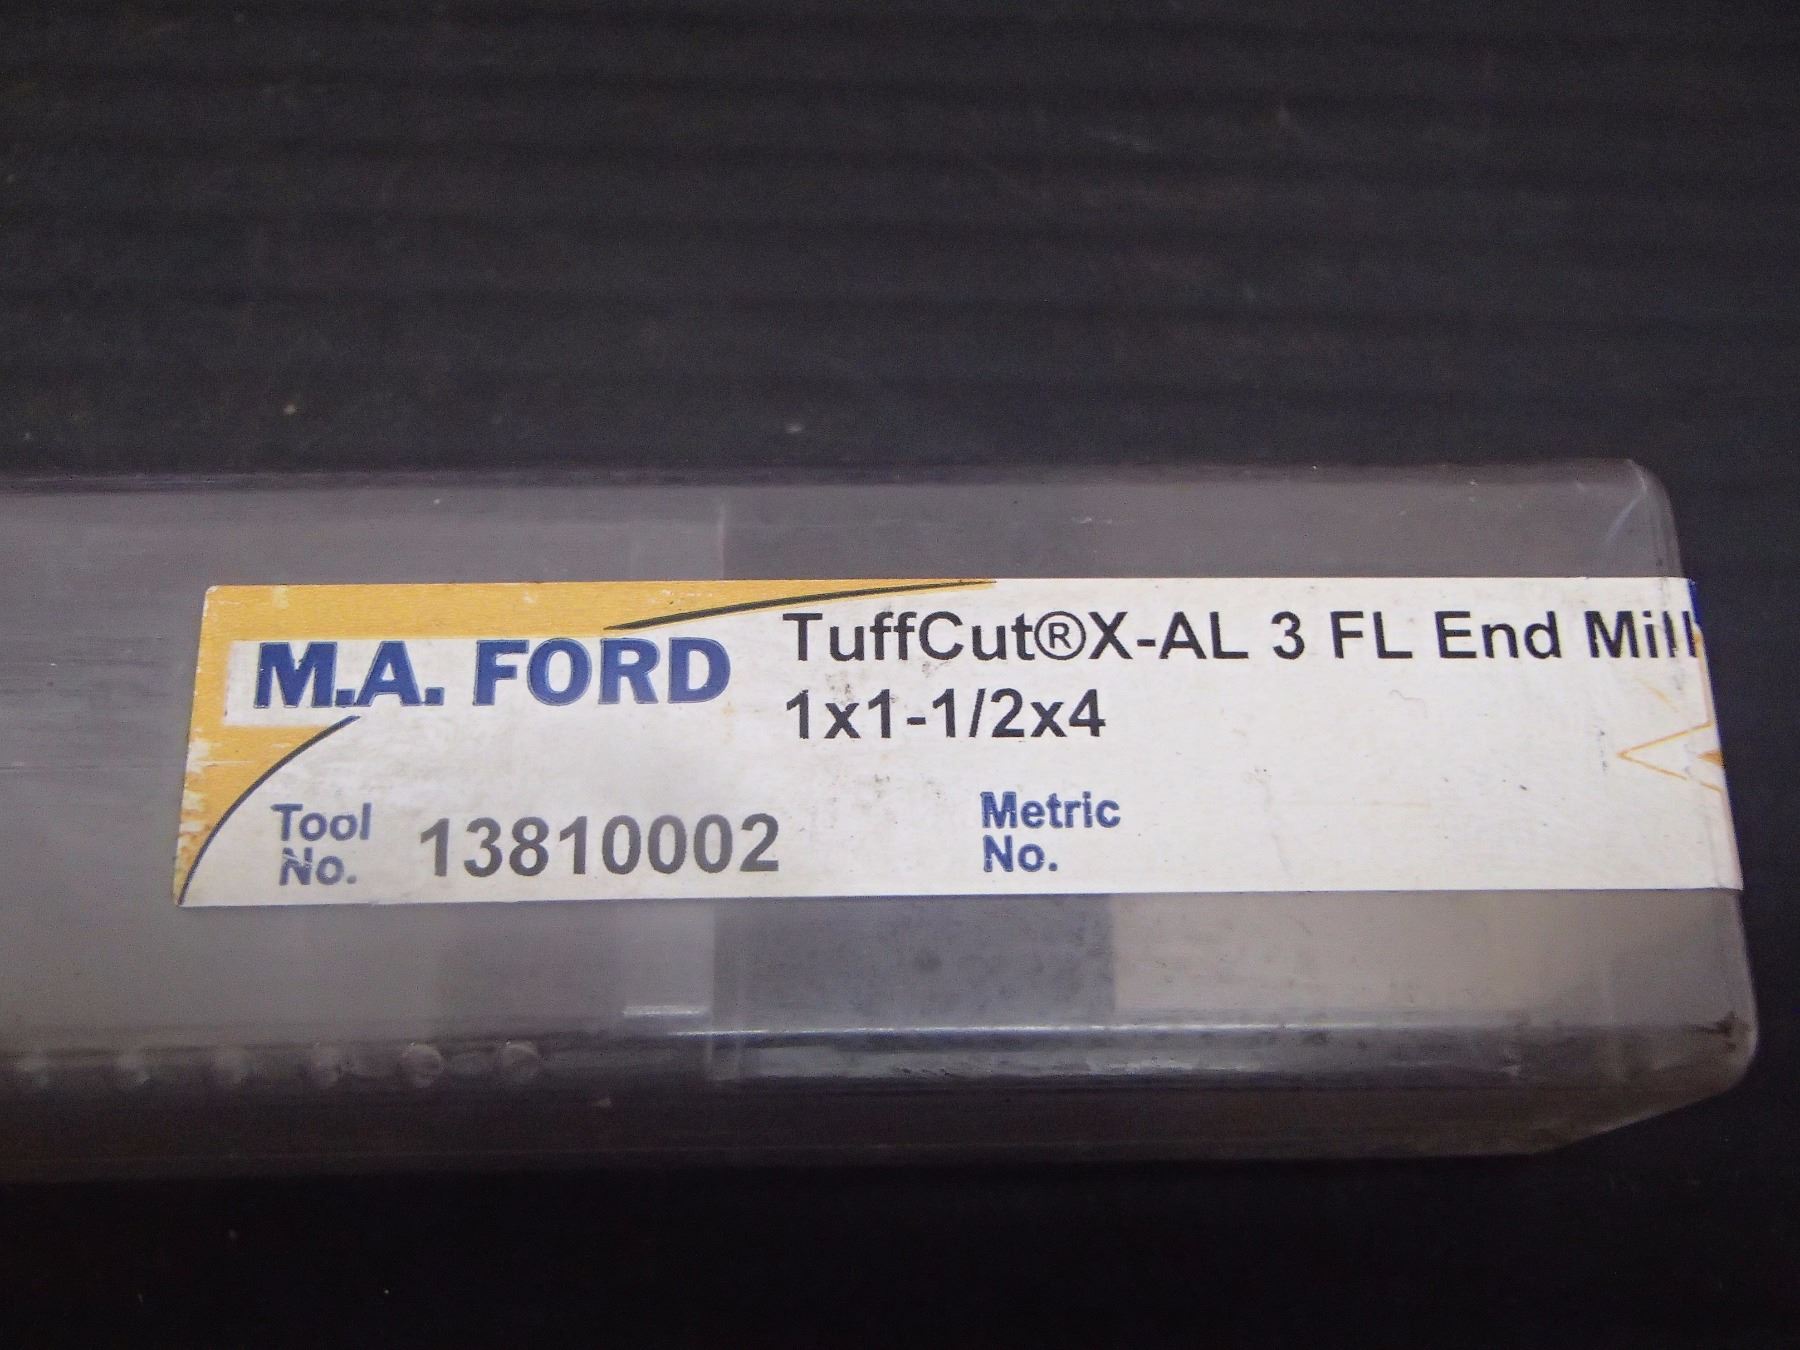 M.A. FORD
TuffCut®X-AL 3 FL End Mill
1x1-1/2x4
Tool
No. 13810002
Metric
No.